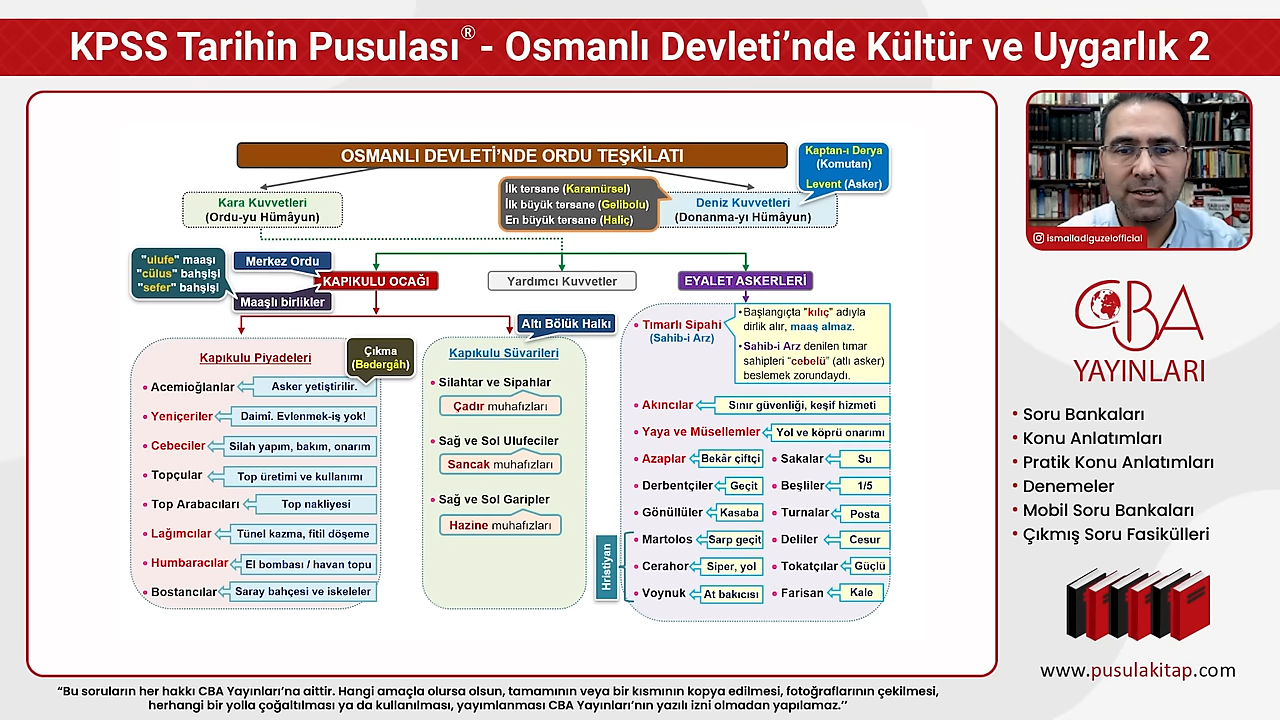 KPSS Tarihin Pusulası® - Osmanlı Devleti’nde Kültür ve Uygarlık 2
OSMANLI DEVLETİ’NDE ORDU TEŞKİLATI
Kaptan-ı Derya
(Komutan)
Levent (Asker)
Kara Kuvvetleri
(Ordu-yu Hümâyun)
İlk tersane (Karamürsel)
İlk büyük tersane (Gelibolu)
En büyük tersane (Haliç)
Deniz Kuvvetleri
(Donanma-yı Hümâyun)
"ulufe" maaşı
"cülus" bahşişi
"sefer" bahşişi
Merkez Ordu
KAPIKULU OCAĞI
Maaşlı birlikler
Yardımcı Kuvvetler
EYALET ASKERLERİ
Kapıkulu Piyadeleri
Çıkma
(Bedergâh)
• Acemioğlanlar
Asker yetiştirilir.
• Yeniçeriler
Daimî. Evlenmek-iş yok!
• Cebeciler
Silah yapım, bakım, onarım
• Topçular
Top üretimi ve kullanımı
• Top Arabacıları
Top nakliyesi
• Lağımcılar
Tünel kazma, fitil döşeme
• Humbaracılar
El bombası / havan topu
• Bostancılar
Saray bahçesi ve iskeleler
Altı Bölük Halkı
Kapıkulu Süvarileri
• Silahtar ve Sipahlar
Çadır muhafızları
• Sağ ve Sol Ulufeciler
Sancak muhafızları
• Sağ ve Sol Garipler
Hazine muhafızları
• Tımarlı Sipahi
(Sahib-i Arz)
• Başlangıçta "kılıç" adıyla
dirlik alır, maaş almaz.
• Sahib-i Arz denilen tımar
sahipleri “cebelü” (atlı asker)
beslemek zorundaydı.
• Akıncılar
Sınır güvenliği, keşif hizmeti
• Yaya ve Müsellemler
Yol ve köprü onarımı
• Azaplar
Bekâr çiftçi
• Sakalar
Su
• Derbentçiler
Geçit
• Beşliler
1/5
• Gönüllüler
Kasaba
• Turnalar
Posta
Hristiyan
• Martolos
Sarp geçit
• Deliler
Cesur
• Cerahor
Siper, yol
• Tokatçılar
Güçlü
• Voynuk
At bakıcısı
• Farisan
Kale
ismailadiguzelofficial
CBA
YAYINLARI
• Soru Bankaları
• Konu Anlatımları
• Pratik Konu Anlatımları
• Denemeler
• Mobil Soru Bankaları
• Çıkmış Soru Fasikülleri
www.pusulakitap.com
“Bu soruların her hakkı CBA Yayınları’na aittir. Hangi amaçla olursa olsun, tamamının veya bir kısmının kopya edilmesi, fotoğraflarının çekilmesi,
herhangi bir yolla çoğaltılması ya da kullanılması, yayımlanması CBA Yayınları’nın yazılı izni olmadan yapılamaz.’’